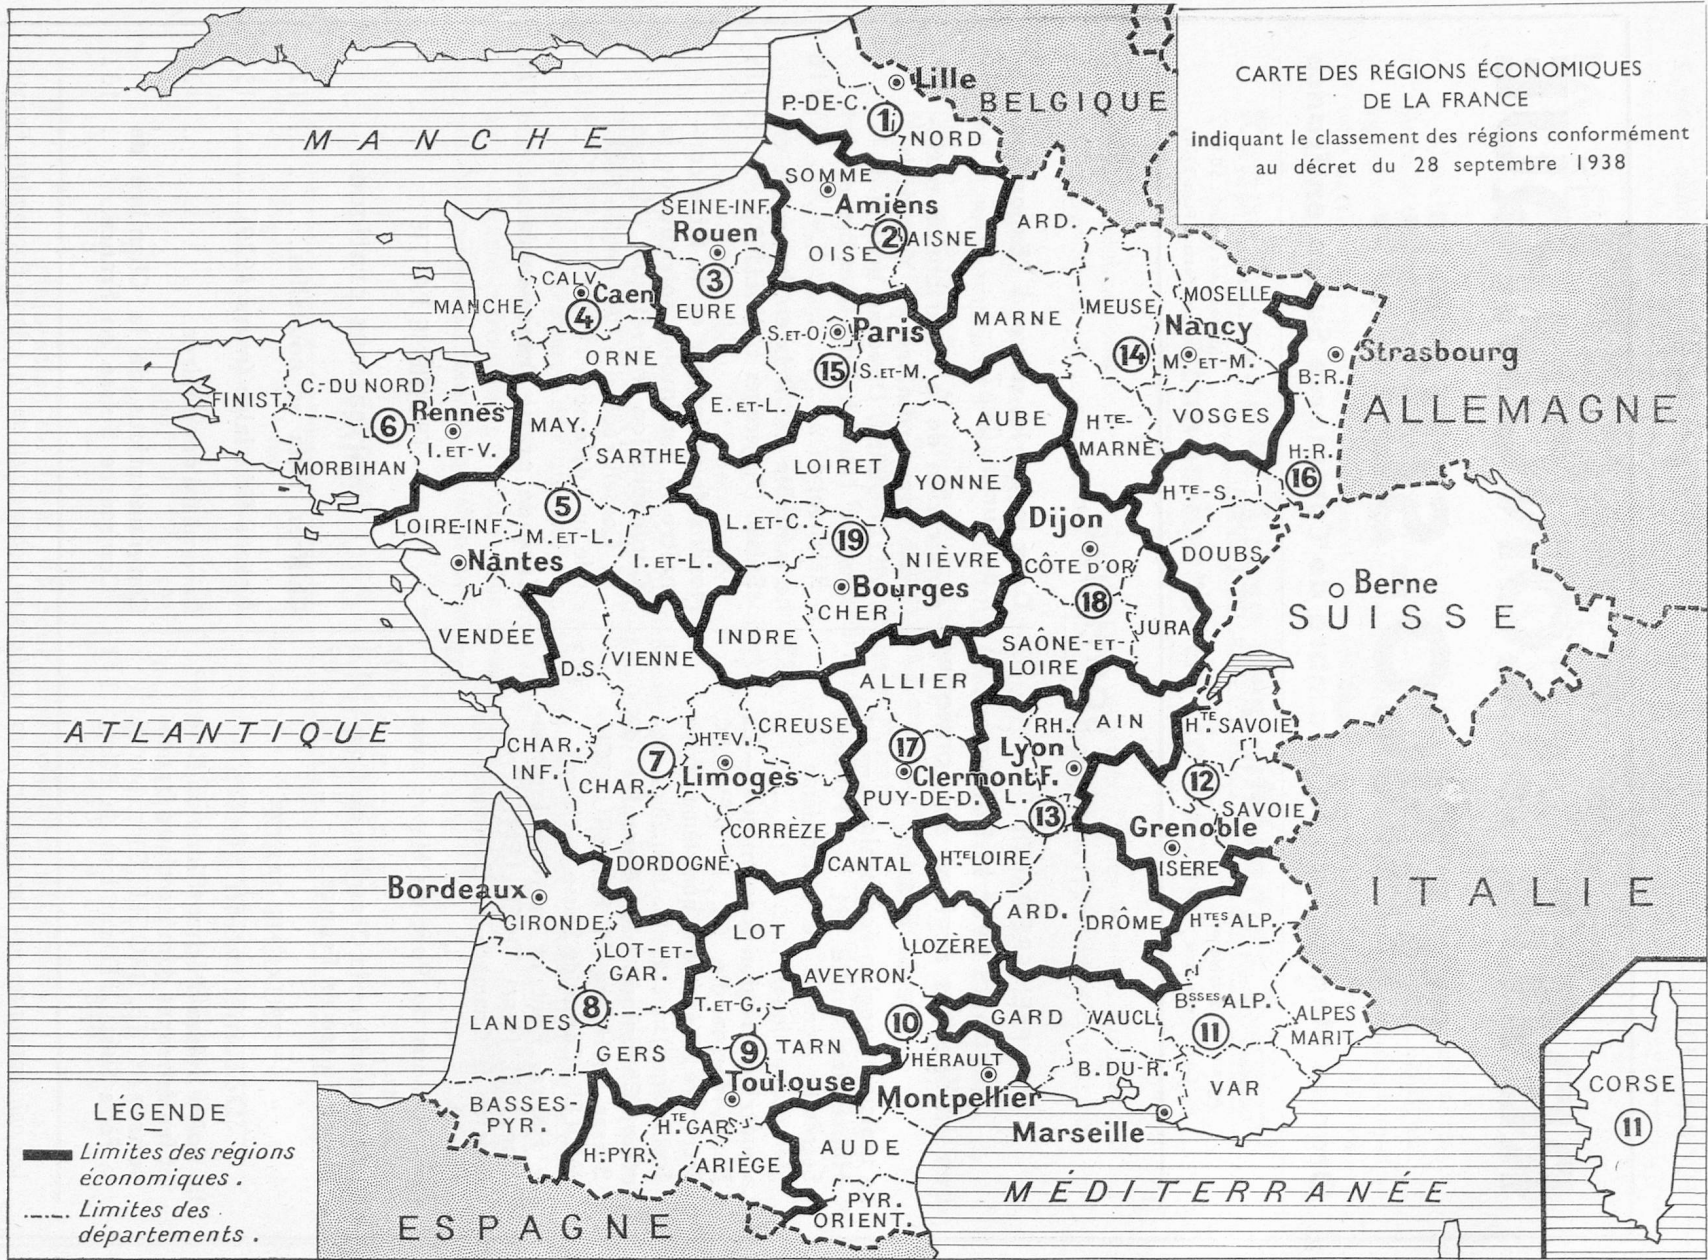 CARTE DES RÉGIONS ÉCONOMIQUES
DE LA FRANCE
indiquant le classement des régions conformément
au décret du 28 septembre 1938
MANCHE
BELGIQUE
ALLEMAGNE
SUISSE
Berne
ITALIE
ESPAGNE
ATLANTIQUE
MÉDITERRANÉE
Lille
P.-DE-C.
1
NORD
SOMME
Amiens
2
AISNE
OISE
SEINE-INF.
Rouen
3
EURE
CALV.
Caen
MANCHE
4
ORNE
ARD.
MARNE
MEUSE
MOSELLE
Nancy
14
M.-ET-M.
VOSGES
HTE-
MARNE
AUBE
Strasbourg
B.-R.
H.-R.
16
S.-ET-O.
Paris
15
S.-ET-M.
E.-ET-L.
YONNE
FINIST.
C.-DU NORD
6
Rennes
I.-ET-V.
MORBIHAN
MAY.
SARTHE
5
LOIRE-INF.
M.-ET-L.
Nantes
I.-ET-L.
VENDÉE
LOIRET
L.-ET-C.
19
NIÈVRE
Bourges
CHER
INDRE
Dijon
CÔTE D'OR
18
SAÔNE-ET-
LOIRE
JURA
DOUBS
HTE-S.
D.S.
VIENNE
CHAR.
INF.
CHAR.
7
HTE V.
Limoges
CREUSE
CORRÈZE
DORDOGNE
ALLIER
17
Clermont F.
PUY-DE-D.
CANTAL
RH.
AIN
Lyon
L.
13
HTE LOIRE
ARD.
DRÔME
HTE SAVOIE
12
SAVOIE
Grenoble
ISÈRE
Bordeaux
GIRONDE
LOT-ET-
GAR.
8
LANDES
GERS
BASSES-
PYR.
LOT
T.-ET-G.
9
TARN
Toulouse
HTE GAR.
H.-PYR.
ARIÈGE
AVEYRON
LOZÈRE
10
HÉRAULT
Montpellier
AUDE
PYR.
ORIENT.
GARD
VAUCL.
HTES ALP.
BSSES ALP.
11
ALPES
MARIT.
B.-DU-R.
VAR
Marseille
CORSE
11
LÉGENDE
Limites des régions
économiques.
Limites des
départements.